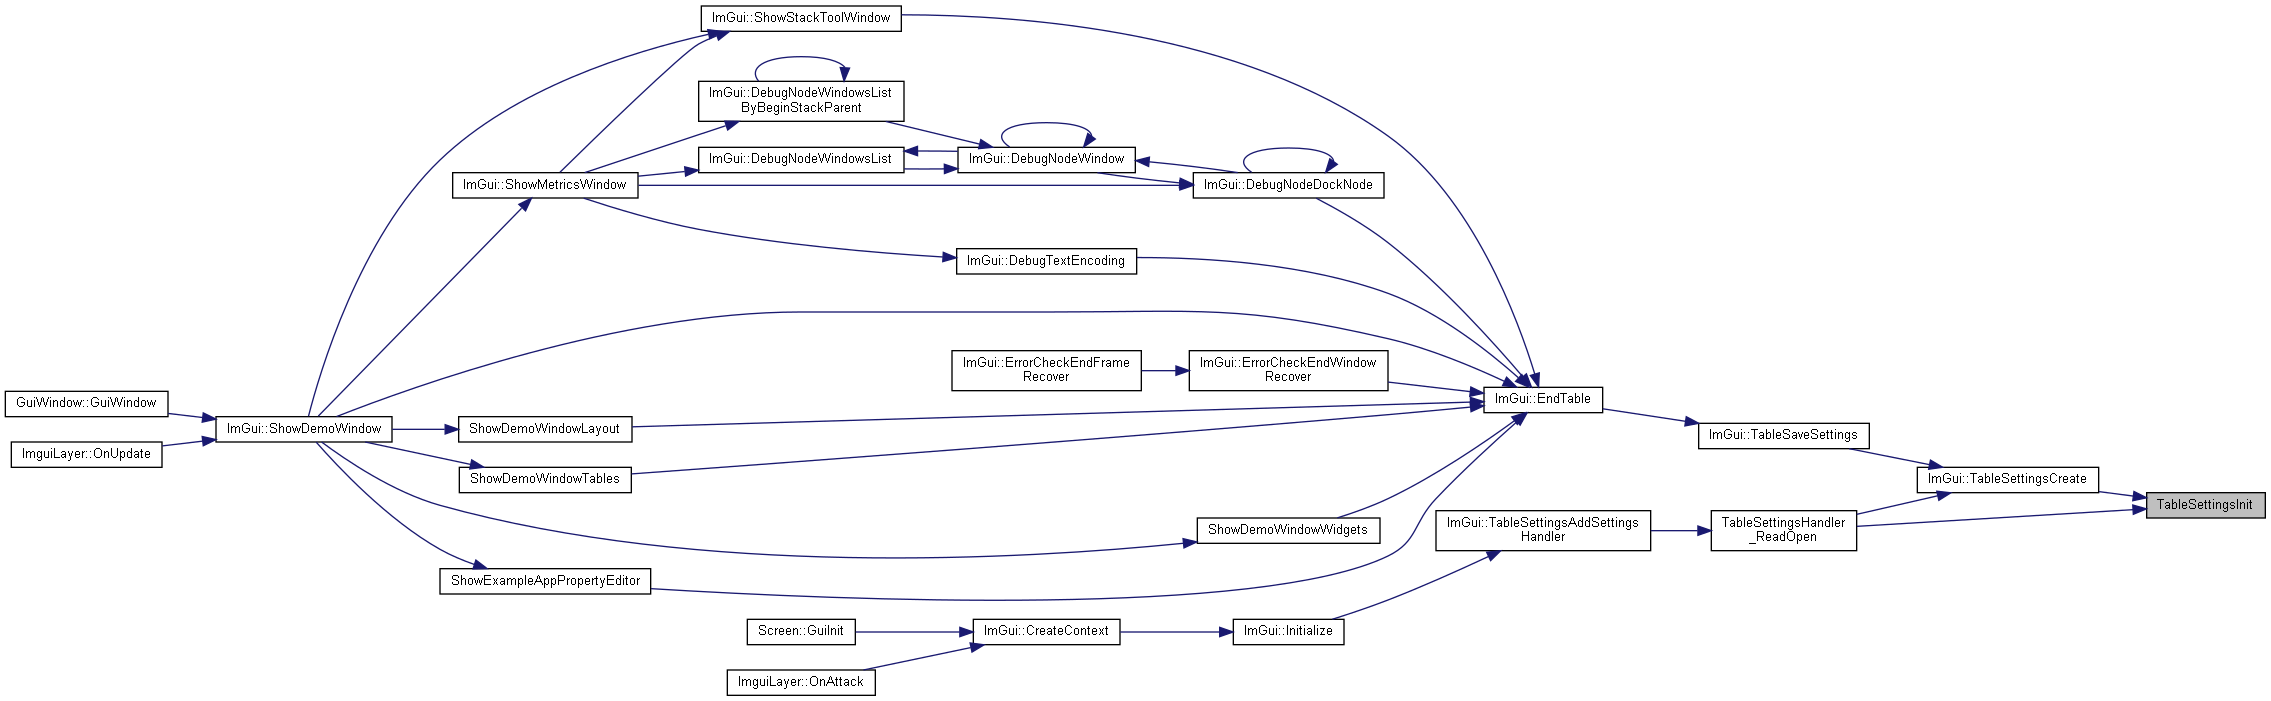 ImGui::ShowStackToolWindow
ImGui::DebugNodeWindowsList
ByBeginStackParent
ImGui::DebugNodeWindowsList
ImGui::DebugNodeWindow
ImGui::ShowMetricsWindow
ImGui::DebugNodeDockNode
ImGui::DebugTextEncoding
ImGui::ErrorCheckEndFrame
Recover
ImGui::ErrorCheckEndWindow
Recover
GuiWindow::GuiWindow
ImGui::EndTable
ImGui::ShowDemoWindow
ShowDemoWindowLayout
ImGui::TableSaveSettings
ImguiLayer::OnUpdate
ShowDemoWindowTables
ImGui::TableSettingsCreate
TableSettingsInit
ShowDemoWindowWidgets
ImGui::TableSettingsAddSettings
Handler
TableSettingsHandler
_ReadOpen
ShowExampleAppPropertyEditor
Screen::GuiInit
ImGui::CreateContext
ImGui::Initialize
ImguiLayer::OnAttack